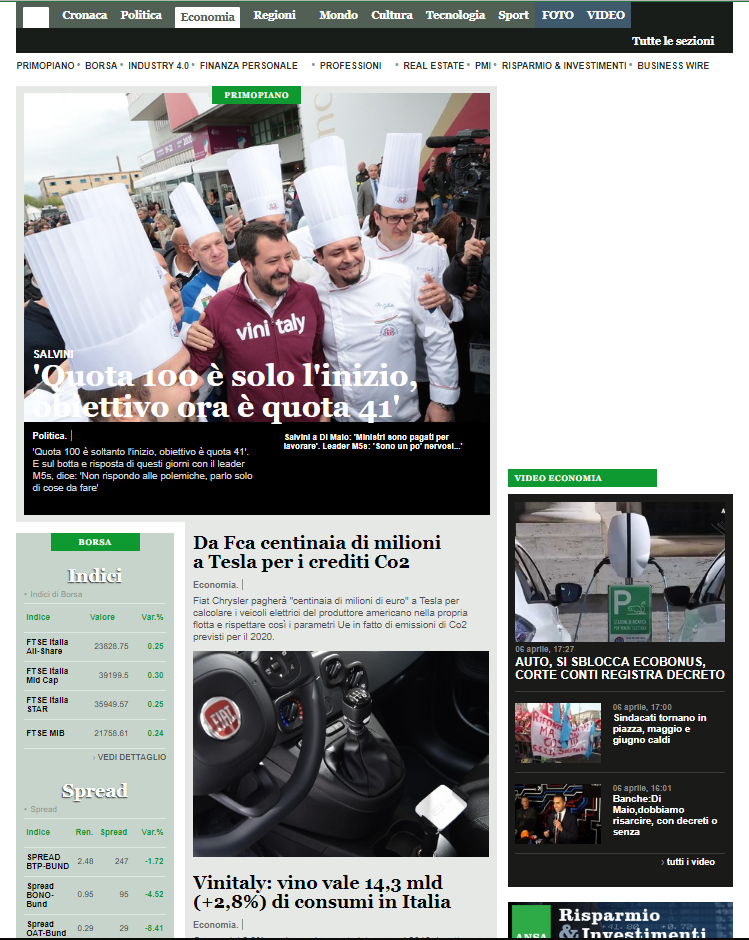 Cronaca Politica Economia Regioni Mondo Cultura Tecnologia Sport FOTO VIDEO
Tutte le sezioni
PRIMOPIANO • BORSA • INDUSTRY 4.0 • FINANZA PERSONALE • PROFESSIONI • REAL ESTATE • PMI • RISPARMIO & INVESTIMENTI • BUSINESS WIRE
PRIMOPIANO
vinitaly
SALVINI
'Quota 100 è solo l'inizio,
obiettivo ora è quota 41'
Politica.
'Quota 100 è soltanto l'inizio, obiettivo è quota 41'.
E sul botta e risposta di questi giorni con il leader
M5s, dice: 'Non rispondo alle polemiche, parlo solo
di cose da fare'
Salvini a Di Maio: 'Ministri sono pagati per
lavorare'. Leader M5s: 'Sono un po' nervosi...'
BORSA
Indici
• Indici di Borsa
Indice Valore Var.%
FTSE Italia
All-Share 23828.75 0.25
FTSE Italia
Mid Cap 39199.5 0.30
FTSE Italia
STAR 35949.57 0.25
FTSE MIB 21758.61 0.24
› VEDI DETTAGLIO
Spread
• Spread
Indice Ren. Spread Var.%
SPREAD
BTP-BUND 2.48 247 -1.72
Spread
BONO-
Bund 0.95 95 -4.52
Spread
OAT-Bund 0.29 29 -8.41
Da Fca centinaia di milioni
a Tesla per i crediti Co2
Economia.
Fiat Chrysler pagherà "centinaia di milioni di euro" a Tesla per
calcolare i veicoli elettrici del produttore americano nella propria
flotta e rispettare così i parametri Ue in fatto di emissioni di Co2
previsti per il 2020.
FIAT
Vinitaly: vino vale 14,3 mld
(+2,8%) di consumi in Italia
Economia.
VIDEO ECONOMIA
P
06 aprile, 17:27
AUTO, SI SBLOCCA ECOBONUS,
CORTE CONTI REGISTRA DECRETO
06 aprile, 17:00
Sindacati tornano in
piazza, maggio e
giugno caldi
06 aprile, 16:01
Banche:Di
Maio,dobbiamo
risarcire, con decreti o
senza
› tutti i video
ANSA
Risparmio
& Investimenti